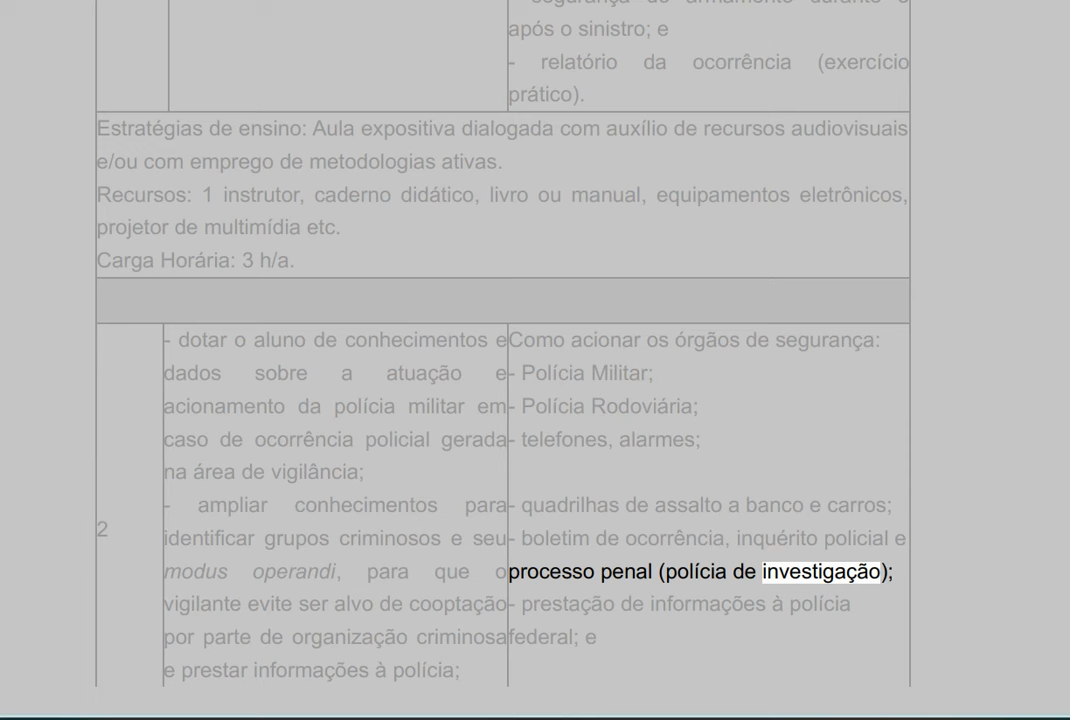 - segurança do armamento durante e
após o sinistro; e
- relatório da ocorrência (exercício
prático).
Estratégias de ensino: Aula expositiva dialogada com auxílio de recursos audiovisuais
e/ou com emprego de metodologias ativas.
Recursos: 1 instrutor, caderno didático, livro ou manual, equipamentos eletrônicos,
projetor de multimídia etc.
Carga Horária: 3 h/a.
2
- dotar o aluno de conhecimentos e
dados sobre a atuação e
acionamento da polícia militar em
caso de ocorrência policial gerada
na área de vigilância;
- ampliar conhecimentos para
identificar grupos criminosos e seu
modus operandi, para que o
vigilante evite ser alvo de cooptação
por parte de organização criminosa
e prestar informações à polícia;
Como acionar os órgãos de segurança:
- Polícia Militar;
- Polícia Rodoviária;
- telefones, alarmes;
- quadrilhas de assalto a banco e carros;
- boletim de ocorrência, inquérito policial e
processo penal (polícia de investigação);
- prestação de informações à polícia
federal; e